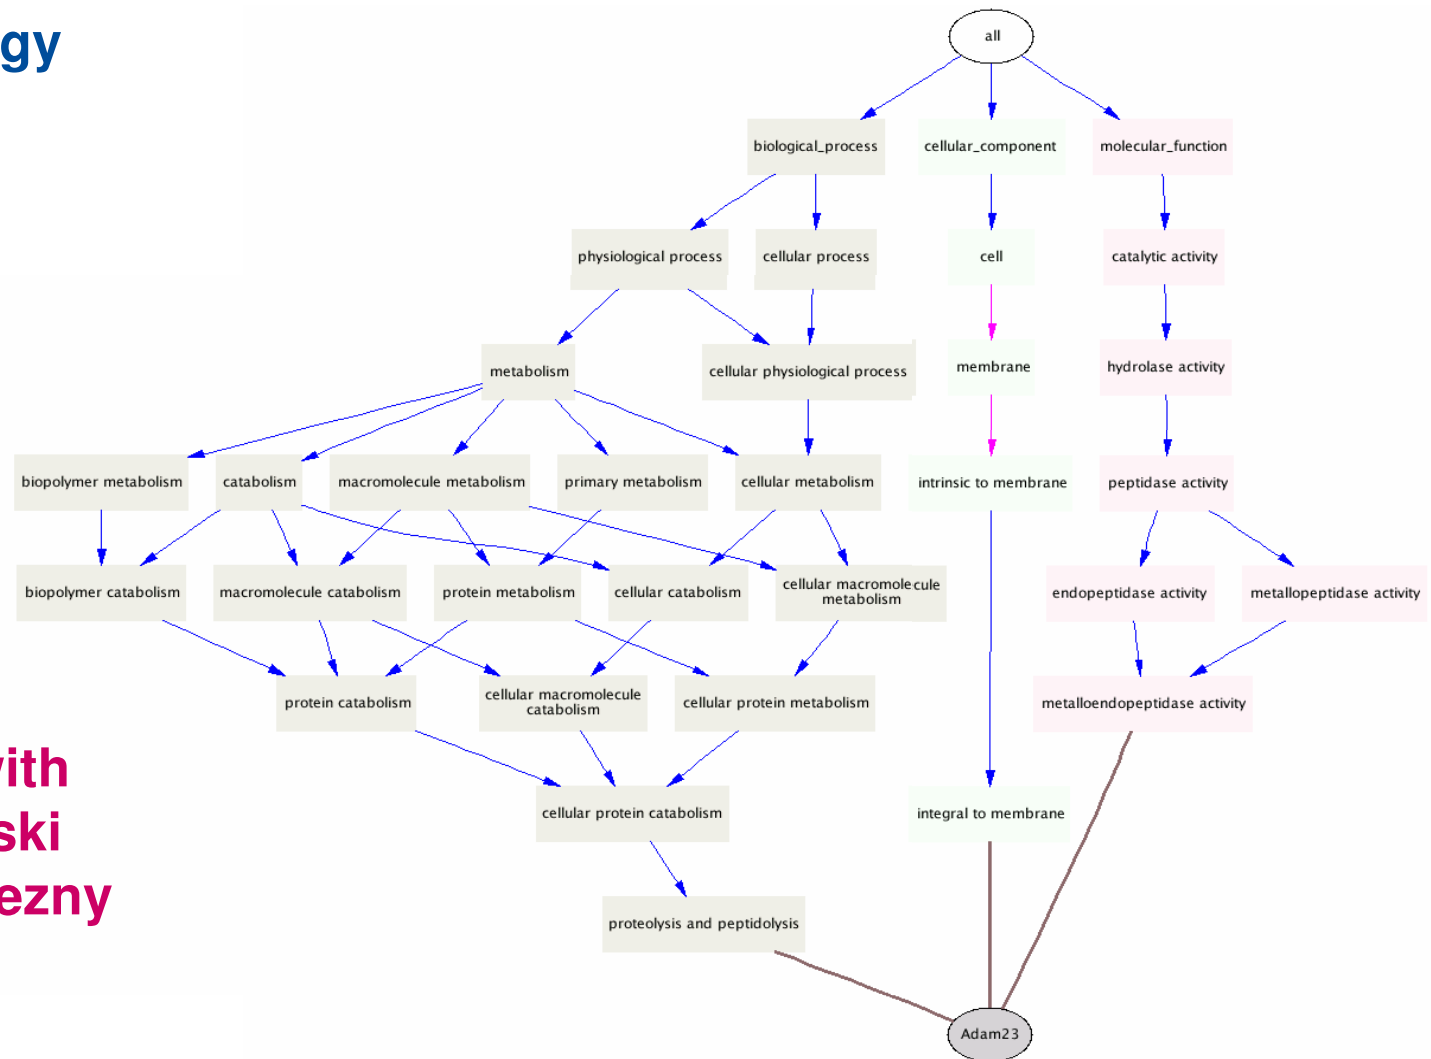 gy
all
biological_process
cellular_component
molecular_function
physiological process
cellular process
cell
catalytic activity
metabolism
cellular physiological process
membrane
hydrolase activity
biopolymer metabolism
catabolism
macromolecule metabolism
primary metabolism
cellular metabolism
intrinsic to membrane
peptidase activity
biopolymer catabolism
macromolecule catabolism
protein metabolism
cellular catabolism
cellular macromolecule
metabolism
endopeptidase activity
metallopeptidase activity
protein catabolism
cellular macromolecule
catabolism
cellular protein metabolism
metalloendopeptidase activity
with
ski
ezny
cellular protein catabolism
integral to membrane
proteolysis and peptidolysis
Adam23